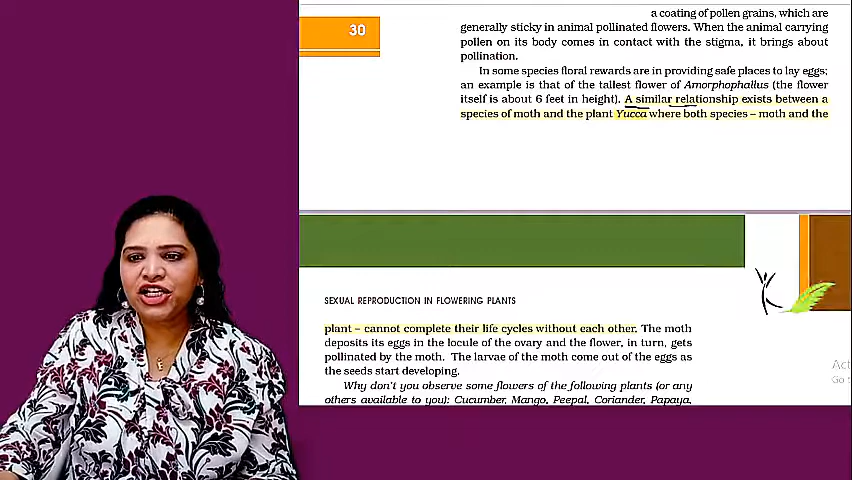 a coating of pollen grains, which are
30
generally sticky in animal pollinated flowers. When the animal carrying
pollen on its body comes in contact with the stigma, it brings about
pollination.
In some species floral rewards are in providing safe places to lay eggs;
an example is that of the tallest flower of Amorphophallus (the flower
itself is about 6 feet in height). A similar relationship exists between a
species of moth and the plant Yucca where both species – moth and the
SEXUAL REPRODUCTION IN FLOWERING PLANTS
plant – cannot complete their life cycles without each other. The moth
deposits its eggs in the locule of the ovary and the flower, in turn, gets
pollinated by the moth. The larvae of the moth come out of the eggs as
the seeds start developing.
Why don't you observe some flowers of the following plants (or any
others available to you): Cucumber, Mango, Peepal, Coriander, Papaya,
Act
Go t